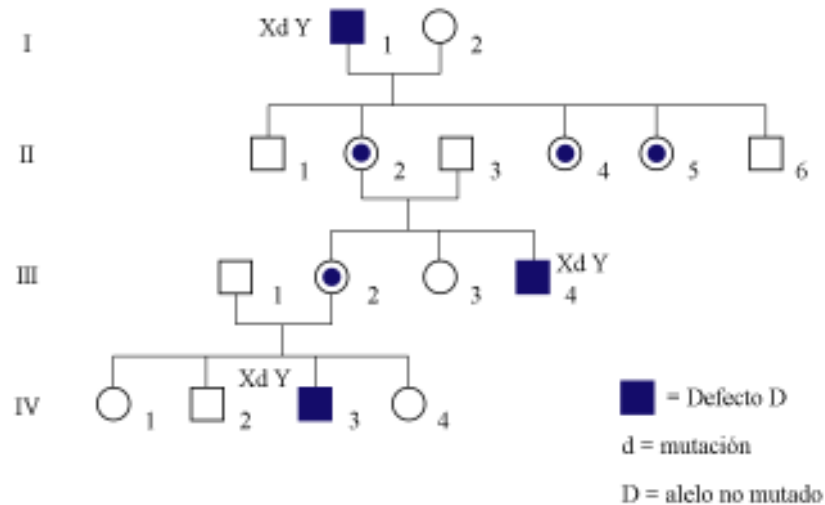 I Xd Y 1 2
II 1 2 3 4 5 6
III 1 2 3 Xd Y 4
Xd Y
IV 1 2 3 4
= Defecto D
d = mutación
D = alelo no mutado